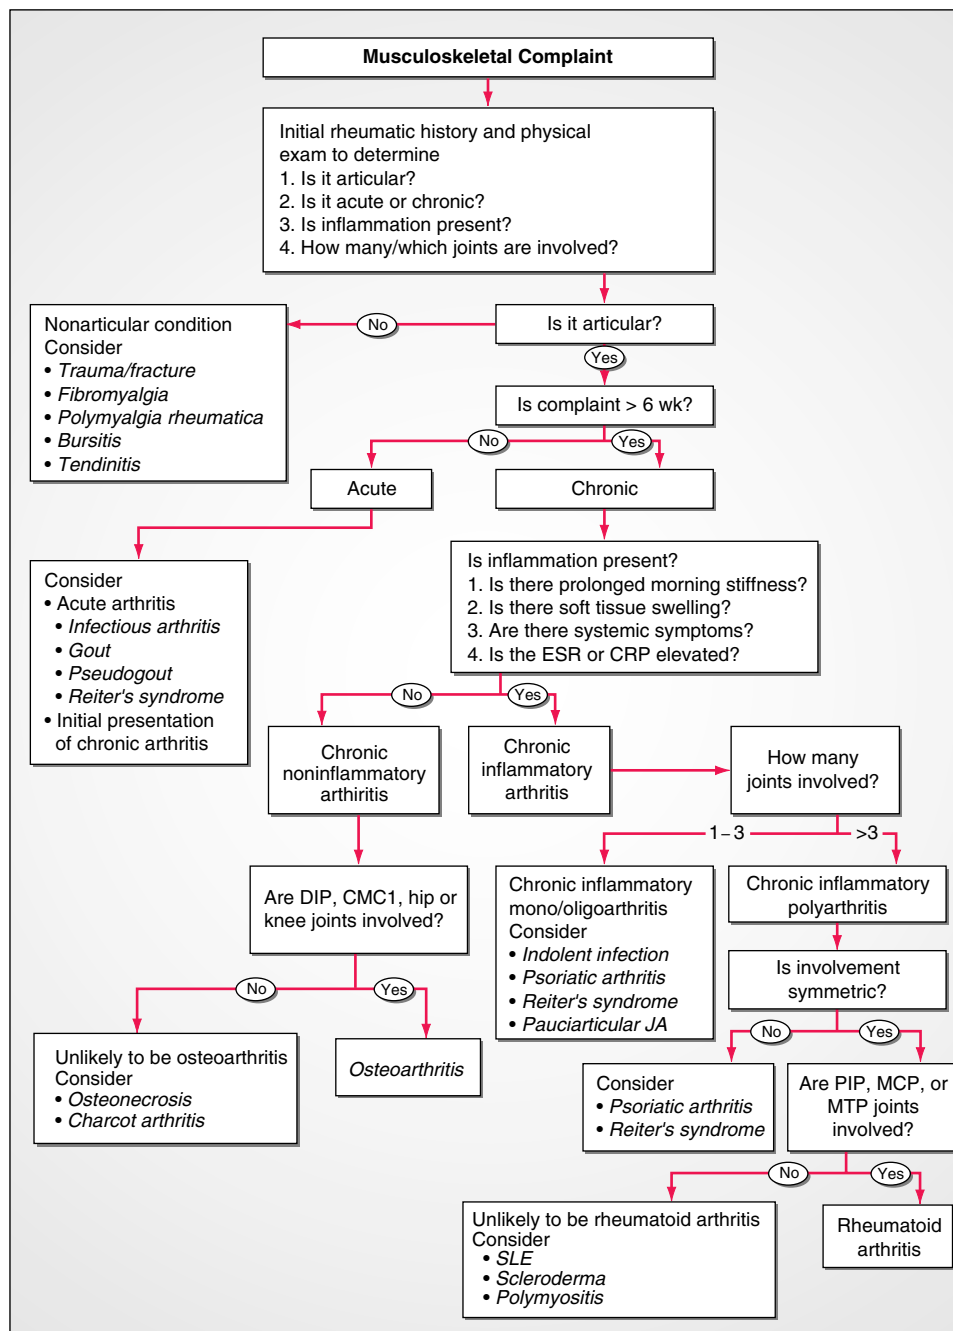 Musculoskeletal Complaint
Initial rheumatic history and physical
exam to determine
1. Is it articular?
2. Is it acute or chronic?
3. Is inflammation present?
4. How many/which joints are involved?
Is it articular?
No
Nonarticular condition
Consider
• Trauma/fracture
• Fibromyalgia
• Polymyalgia rheumatica
• Bursitis
• Tendinitis
Yes
Is complaint > 6 wk?
No
Yes
Acute
Chronic
Consider
• Acute arthritis
• Infectious arthritis
• Gout
• Pseudogout
• Reiter's syndrome
• Initial presentation
of chronic arthritis
Is inflammation present?
1. Is there prolonged morning stiffness?
2. Is there soft tissue swelling?
3. Are there systemic symptoms?
4. Is the ESR or CRP elevated?
No
Yes
Chronic
noninflammatory
arthiritis
Chronic
inflammatory
arthritis
How many
joints involved?
1–3
>3
Are DIP, CMC1, hip or
knee joints involved?
Chronic inflammatory
mono/oligoarthritis
Consider
• Indolent infection
• Psoriatic arthritis
• Reiter's syndrome
• Pauciarticular JA
Chronic inflammatory
polyarthritis
Is involvement
symmetric?
No
Yes
Unlikely to be osteoarthritis
Consider
• Osteonecrosis
• Charcot arthritis
Osteoarthritis
No
Yes
Consider
• Psoriatic arthritis
• Reiter's syndrome
Are PIP, MCP, or
MTP joints
involved?
No
Yes
Unlikely to be rheumatoid arthritis
Consider
• SLE
• Scleroderma
• Polymyositis
Rheumatoid
arthritis